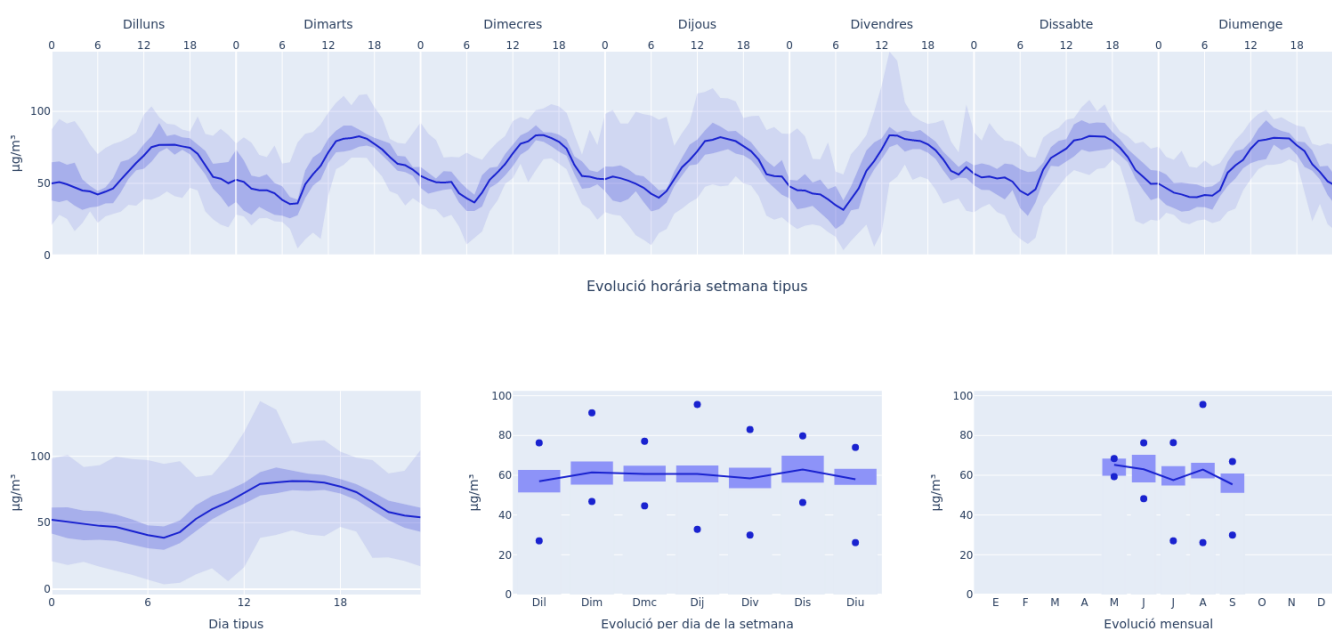 Dilluns Dimarts Dimecres Dijous Divendres Dissabte Diumenge
0 6 12 18 0 6 12 18 0 6 12 18 0 6 12 18 0 6 12 18 0 6 12 18 0 6 12 18
100
50
0
µg/m³
Evolució horária setmana tipus
100
50
0
µg/m³
0 6 12 18
Dia tipus
100
80
60
40
20
0
µg/m³
Dil Dim Dmc Dij Div Dis Diu
Evolució per dia de la setmana
100
80
60
40
20
0
µg/m³
E F M A M J J A S O N D
Evolució mensual